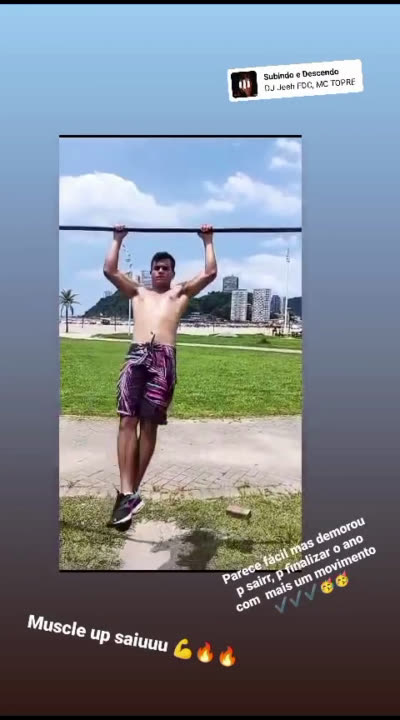 Subindo e Descendo
DJ Jeeh FDC, MC TOPRE
Parece fácil mas demorou
p sairr, p finalizar o ano
com mais um movimento
✔✔✔🥳🥳
Muscle up saiuuu 💪🔥🔥